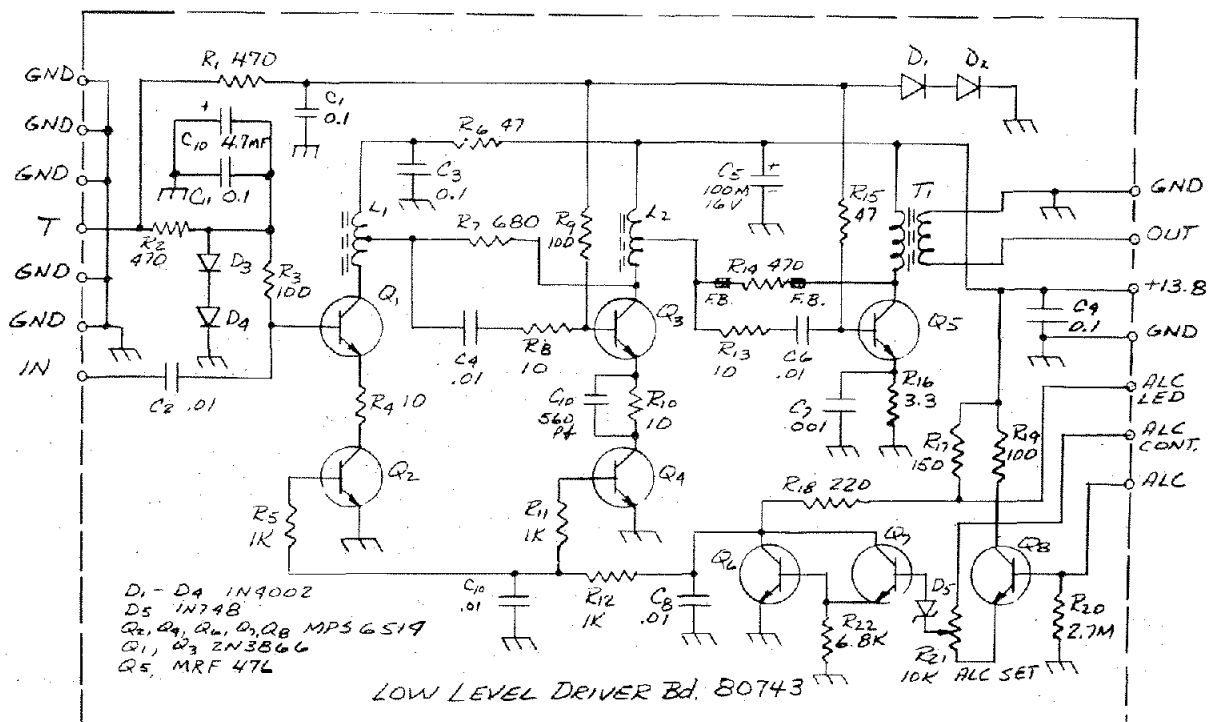 GND
GND
GND
T
GND
GND
IN
R1 470
+
C10 4.7MF
C11 0.1
R2
470
D3
D4
R3
100
C2 .01
C1
0.1
R6 47
C3
0.1
L1
R7 680
R9
100
L2
C5
100M
16V
+
-
R15
47
T1
D1
D2
GND
OUT
+13.8
GND
ALC
LED
ALC
CONT.
ALC
Q1
C4
.01
R8
10
Q3
R14 470
F.B.
F.B.
R13
10
C6
.01
Q5
C9
0.1
R4 10
C10
560
Pf
R10
10
C7
.001
R16
3.3
R17
150
R19
100
Q2
Q4
R18 220
R5
1K
R11
1K
Q6
Q7
Q8
C10
.01
R12
1K
C8
.01
R22
6.8K
D5
R21
10K ALC SET
R20
2.7M
D1 - D4 1N4002
D5 1N748
Q2, Q4, Q6, Q7, Q8 MPS 6514
Q1, Q3 2N3866
Q5, MRF 476
LOW LEVEL DRIVER Bd. 80743